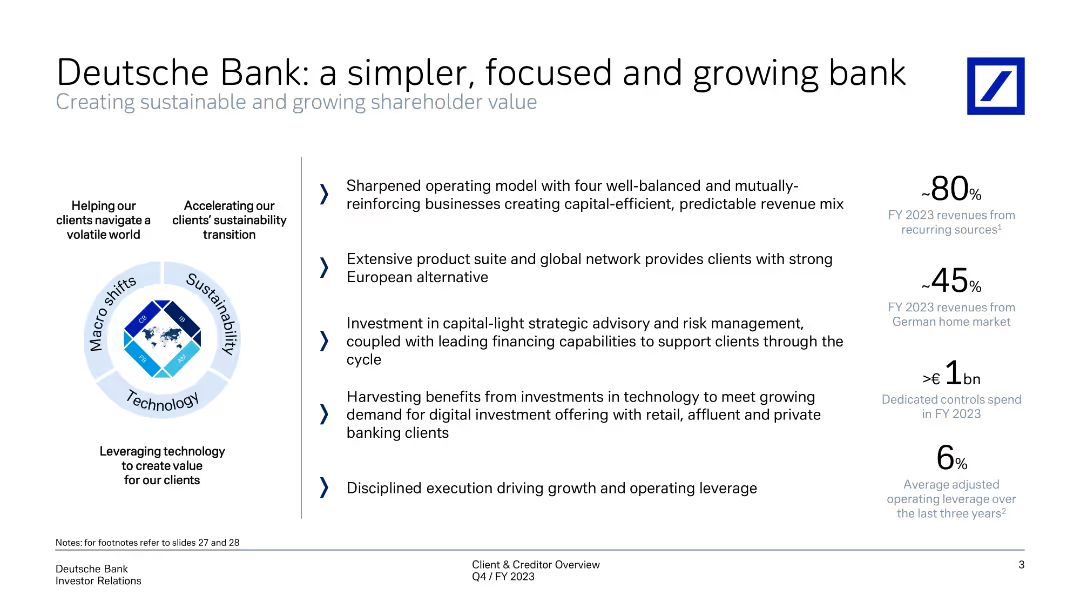 Deutsche Bank: a simpler, focused and growing bank
Creating sustainable and growing shareholder value
Helping our
clients navigate a
volatile world
Accelerating our
clients' sustainability
transition
Macro shifts
Sustainability
Technology
CB
IB
PB
AM
Leveraging technology
to create value
for our clients
Sharpened operating model with four well-balanced and mutually-
reinforcing businesses creating capital-efficient, predictable revenue mix
Extensive product suite and global network provides clients with strong
European alternative
Investment in capital-light strategic advisory and risk management,
coupled with leading financing capabilities to support clients through the
cycle
Harvesting benefits from investments in technology to meet growing
demand for digital investment offering with retail, affluent and private
banking clients
Disciplined execution driving growth and operating leverage
~80%
FY 2023 revenues from
recurring sources1
~45%
FY 2023 revenues from
German home market
>€ 1bn
Dedicated controls spend
in FY 2023
6%
Average adjusted
operating leverage over
the last three years2
Notes: for footnotes refer to slides 27 and 28
Deutsche Bank
Investor Relations
Client & Creditor Overview
Q4 / FY 2023
3